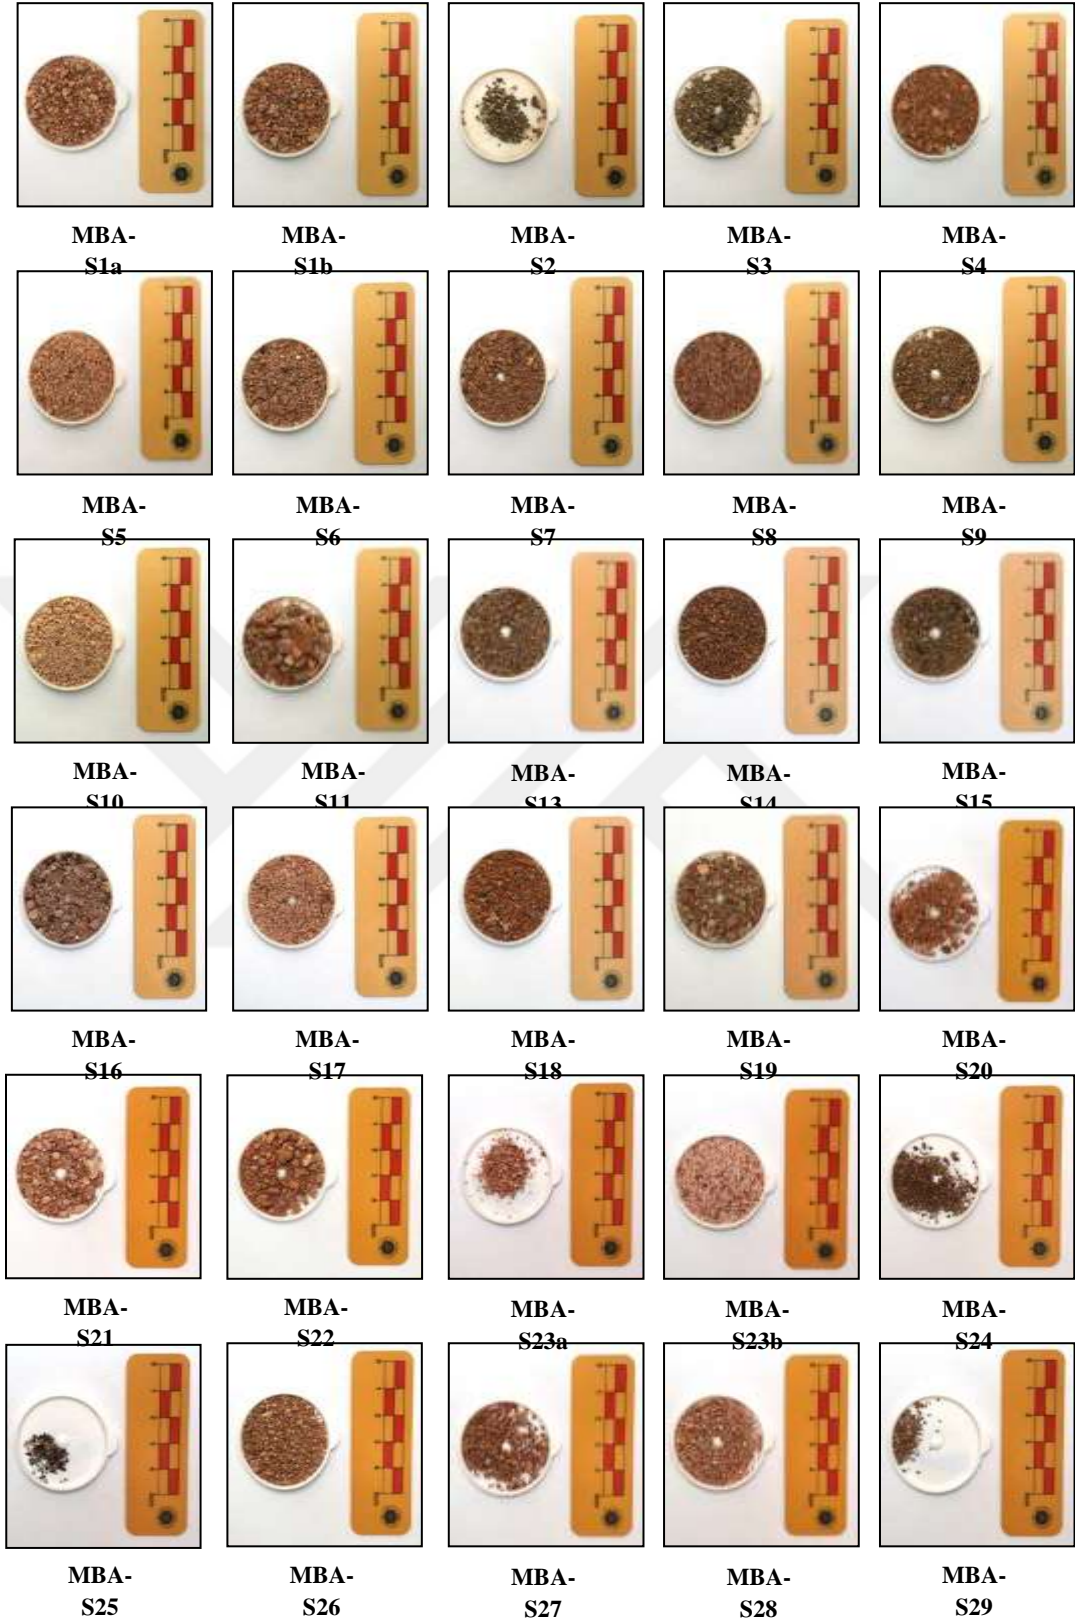 MBA-
S1a
MBA-
S1b
MBA-
S2
MBA-
S3
MBA-
S4
MBA-
S5
MBA-
S6
MBA-
S7
MBA-
S8
MBA-
S9
MBA-
S10
MBA-
S11
MBA-
S13
MBA-
S14
MBA-
S15
MBA-
S16
MBA-
S17
MBA-
S18
MBA-
S19
MBA-
S20
MBA-
S21
MBA-
S22
MBA-
S23a
MBA-
S23b
MBA-
S24
MBA-
S25
MBA-
S26
MBA-
S27
MBA-
S28
MBA-
S29